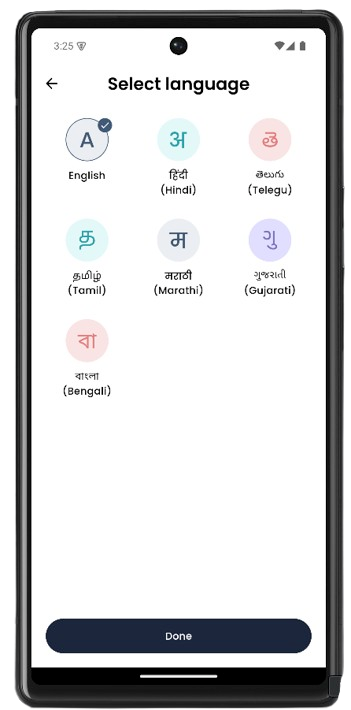 3:25
Select language
A
English
अ
हिंदी
(Hindi)
తె
తెలుగు
(Telegu)
த
தமிழ்
(Tamil)
म
मराठी
(Marathi)
ગુ
ગુજરાતી
(Gujarati)
বা
বাংলা
(Bengali)
Done